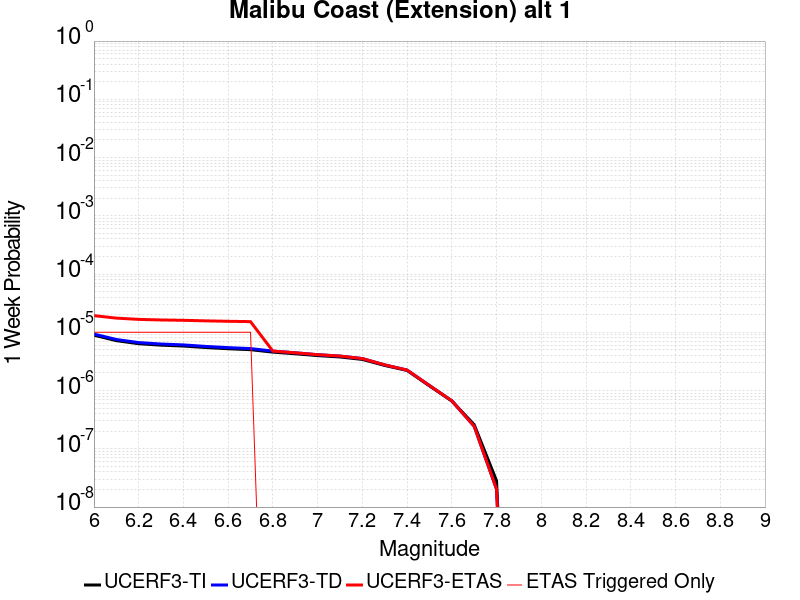 Malibu Coast (Extension) alt 1
10 0
10 -1
10 -2
10 -3
10 -4
10 -5
10 -6
10 -7
10 -8
1 Week Probability
6 6.2 6.4 6.6 6.8 7 7.2 7.4 7.6 7.8 8 8.2 8.4 8.6 8.8 9
Magnitude
UCERF3-TI UCERF3-TD UCERF3-ETAS ETAS Triggered Only